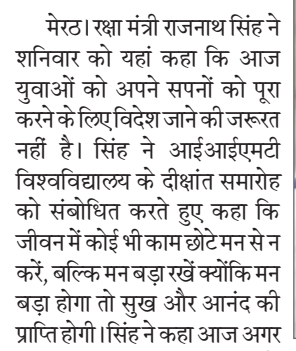 मेरठ। रक्षा मंत्री राजनाथ सिंह ने
शनिवार को यहां कहा कि आज
युवाओं को अपने सपनों को पूरा
करने के लिए विदेश जाने की जरूरत
नहीं है। सिंह ने आईआईएमटी
विश्वविद्यालय के दीक्षांत समारोह
को संबोधित करते हुए कहा कि
जीवन में कोई भी काम छोटे मन से न
करें, बल्कि मन बड़ा रखें क्योंकि मन
बड़ा होगा तो सुख और आनंद की
प्राप्ति होगी। सिंह ने कहा आज अगर